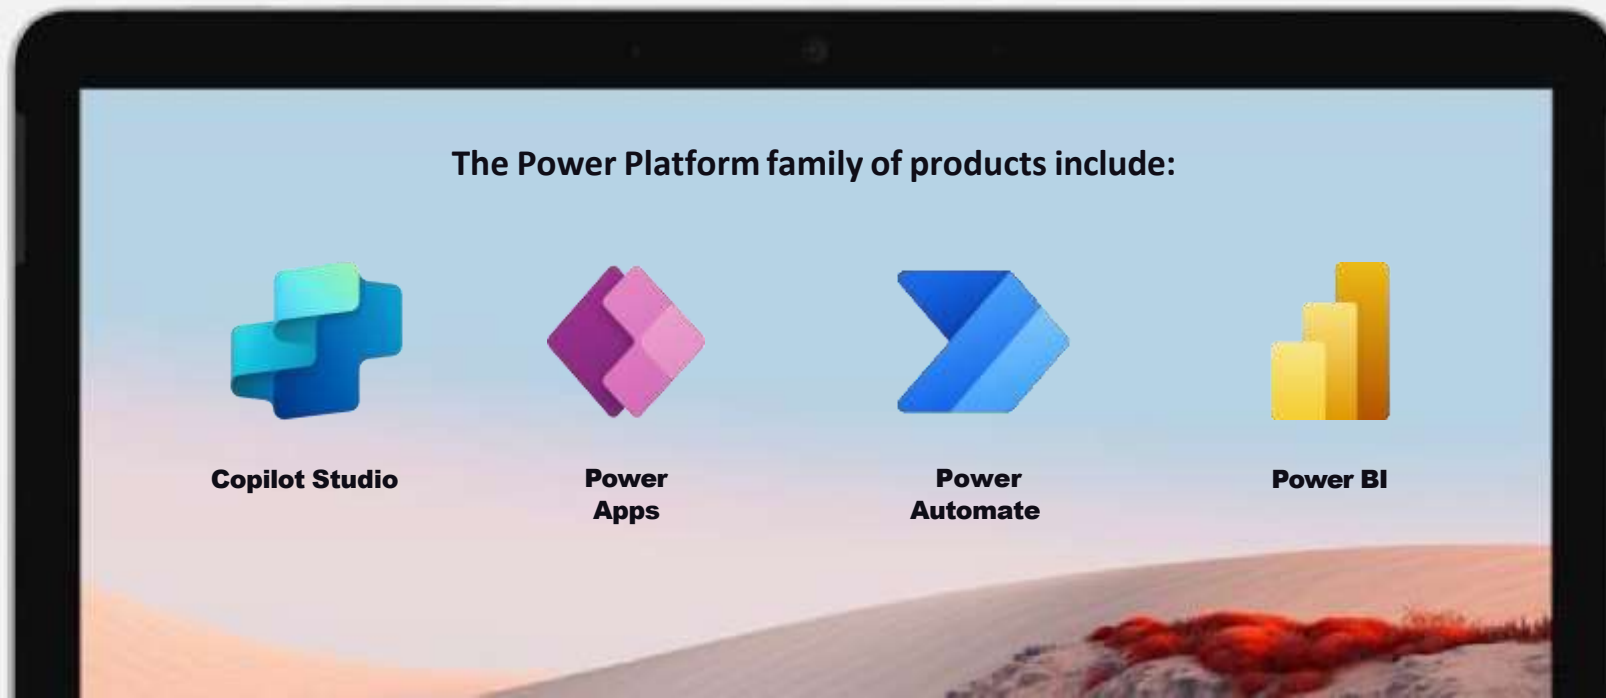 The Power Platform family of products include:
Copilot Studio
Power
Apps
Power
Automate
Power BI